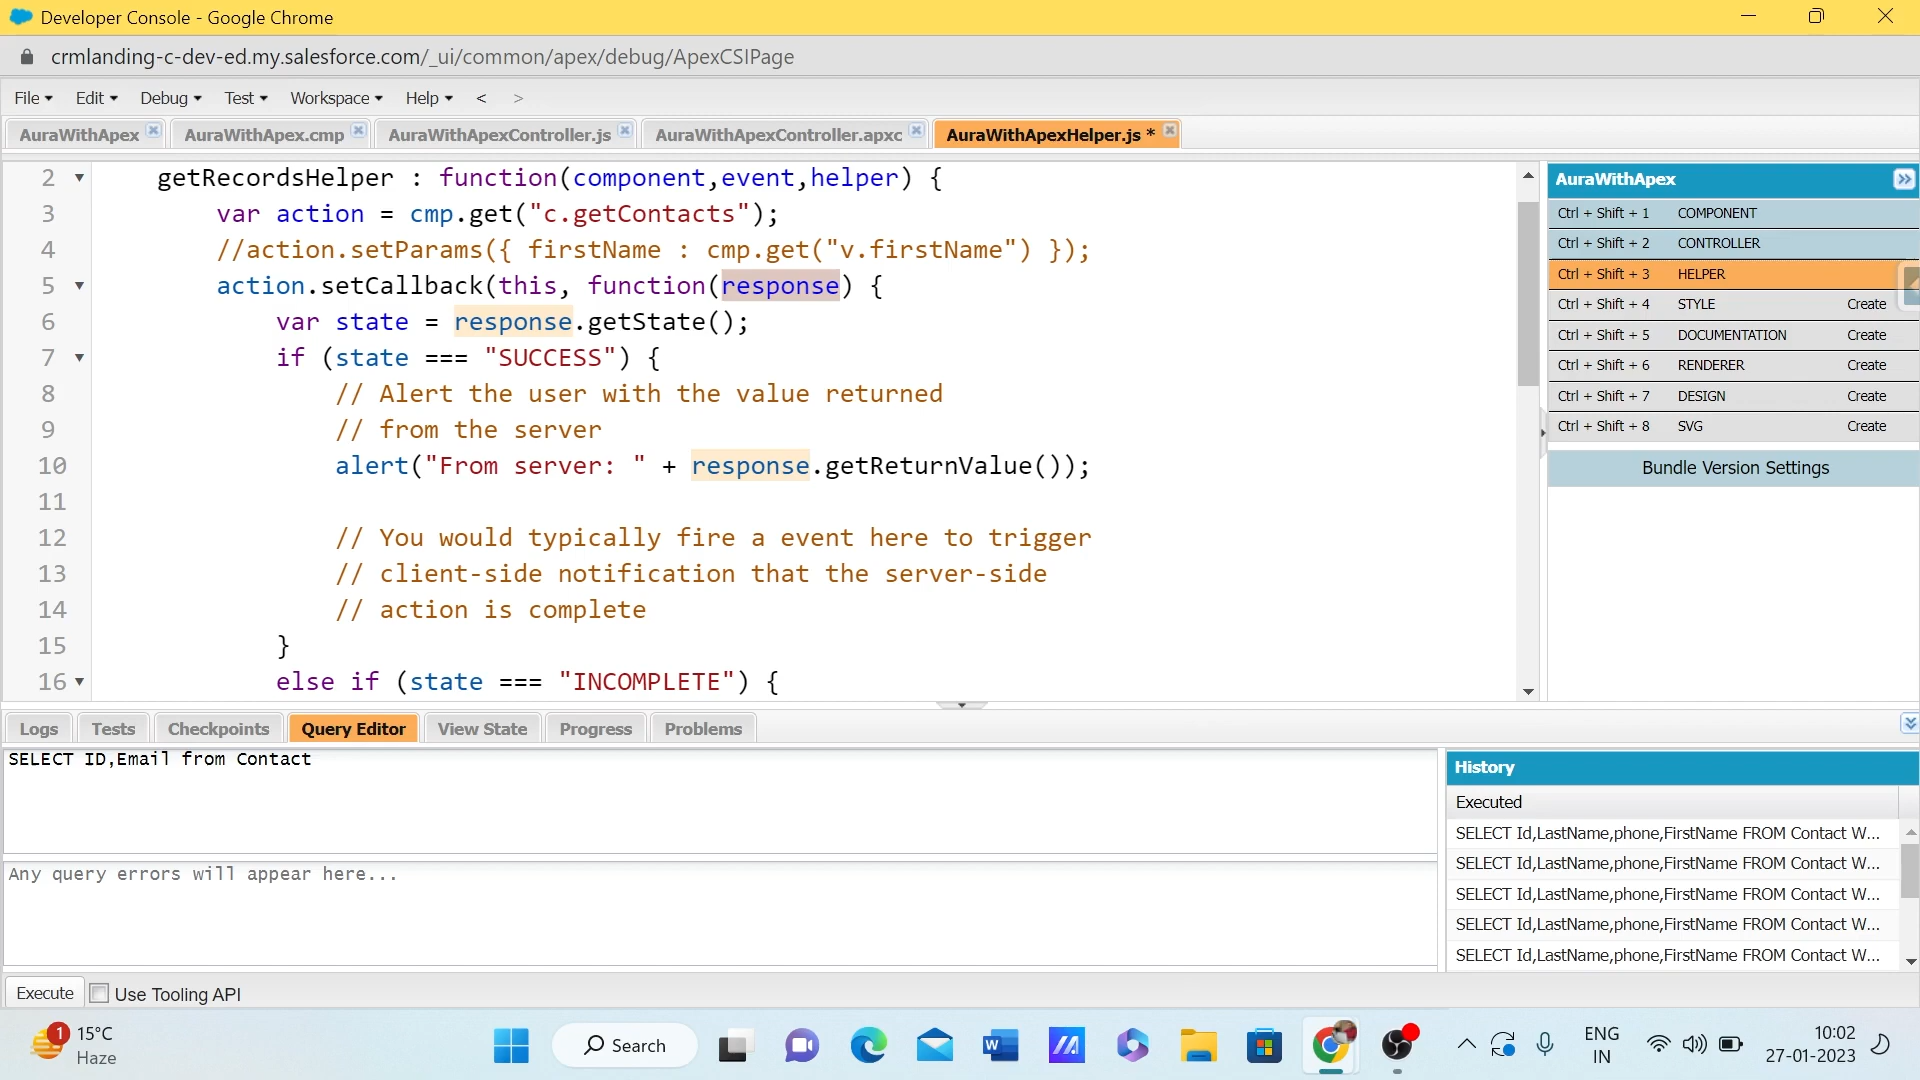 Developer Console - Google Chrome
crmlanding-c-dev-ed.my.salesforce.com/_ui/common/apex/debug/ApexCSIPage
File Edit Debug Test Workspace Help < >
AuraWithApex AuraWithApex.cmp AuraWithApexController.js AuraWithApexController.apxc AuraWithApexHelper.js *
2 getRecordsHelper : function(component,event,helper) {
3 var action = cmp.get("c.getContacts");
4 //action.setParams({ firstName : cmp.get("v.firstName") });
5 action.setCallback(this, function(response) {
6 var state = response.getState();
7 if (state === "SUCCESS") {
8 // Alert the user with the value returned
9 // from the server
10 alert("From server: " + response.getReturnValue());
11
12 // You would typically fire a event here to trigger
13 // client-side notification that the server-side
14 // action is complete
15 }
16 else if (state === "INCOMPLETE") {
AuraWithApex
Ctrl + Shift + 1 COMPONENT
Ctrl + Shift + 2 CONTROLLER
Ctrl + Shift + 3 HELPER
Ctrl + Shift + 4 STYLE Create
Ctrl + Shift + 5 DOCUMENTATION Create
Ctrl + Shift + 6 RENDERER Create
Ctrl + Shift + 7 DESIGN Create
Ctrl + Shift + 8 SVG Create
Bundle Version Settings
Logs Tests Checkpoints Query Editor View State Progress Problems
SELECT ID,Email from Contact
Any query errors will appear here...
History
Executed
SELECT Id,LastName,phone,FirstName FROM Contact W...
SELECT Id,LastName,phone,FirstName FROM Contact W...
SELECT Id,LastName,phone,FirstName FROM Contact W...
SELECT Id,LastName,phone,FirstName FROM Contact W...
SELECT Id,LastName,phone,FirstName FROM Contact W...
Execute Use Tooling API
1
15°C
Haze
Search
W
ENG
IN
10:02
27-01-2023